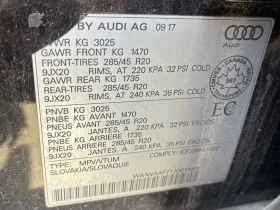 BY AUDI AG 09 17
GVWR KG 3025
GAWR FRONT KG 1470
FRONT-TIRES 285/45 R20
9JX20 RIMS, AT 220 KPA 32 PSI COLD
GAWR REAR KG 1735
REAR-TIRES 285/45 R20
9JX20 RIMS, AT 240 KPA 35 PSI COLD
Audi
PNVB KG 3025
PNBE KG AVANT 1470
PNEUS AVANT 285/45 R20
9JX20 JANTES, A 220 KPA 32 PSI FROID
PNBE KG ARRIERE 1735
PNEUS ARRIERE 285/45 R20
9JX20 JANTES, A 240 KPA 35 PSI FROID
EC
TYPE: MPV/VTUM
SLOVAKIA/SLOVAQUIE